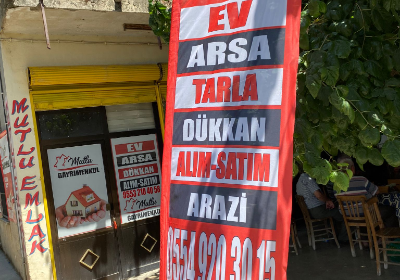 EV
ARSA
TARLA
DÜKKAN
ALIM-SATIM
ARAZİ
0554 920 30 15
MUTLU EMLAK
Mutlu
GAYRİMENKUL
EV
ARSA
DÜKKAN
ALIM-SATIM
Mutlu
GAYRİMENKUL